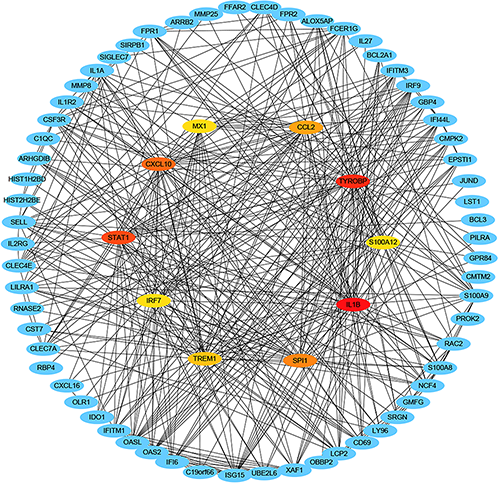 FFAR2
CLEC4D
MMP25
FPR2
ARRB2
ALOX5AP
FPR1
FCER1G
SIRPB1
IL27
SIGLEC7
BCL2A1
IL1A
IFITM3
MMP8
IRF9
IL1R2
GBP4
CSF3R
IFI44L
MX1
CCL2
C1QC
CMPK2
ARHGDIB
EPSTI1
CXCL10
HIST1H2BD
TYROBP
JUND
HIST2H2BE
LST1
SELL
BCL3
STAT1
PILRA
IL2RG
S100A12
GPR84
CLEC4E
CMTM2
LILRA1
S100A9
IRF7
IL1B
RNASE2
PROK2
CST7
RAC2
CLEC7A
TREM1
SPI1
RBP4
S100A8
CXCL16
NCF4
OLR1
GMFG
IDO1
SRGN
IFITM1
LY96
OASL
CD69
OAS2
LCP2
IFI6
OBBP2
C19orf66
XAF1
ISG15
UBE2L6